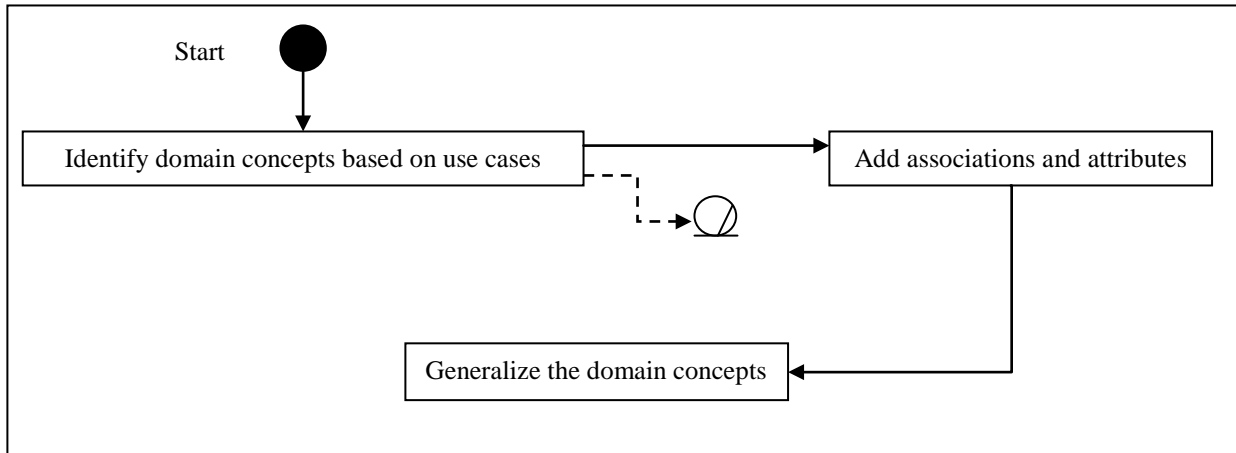 Start
Identify domain concepts based on use cases
Add associations and attributes
Generalize the domain concepts